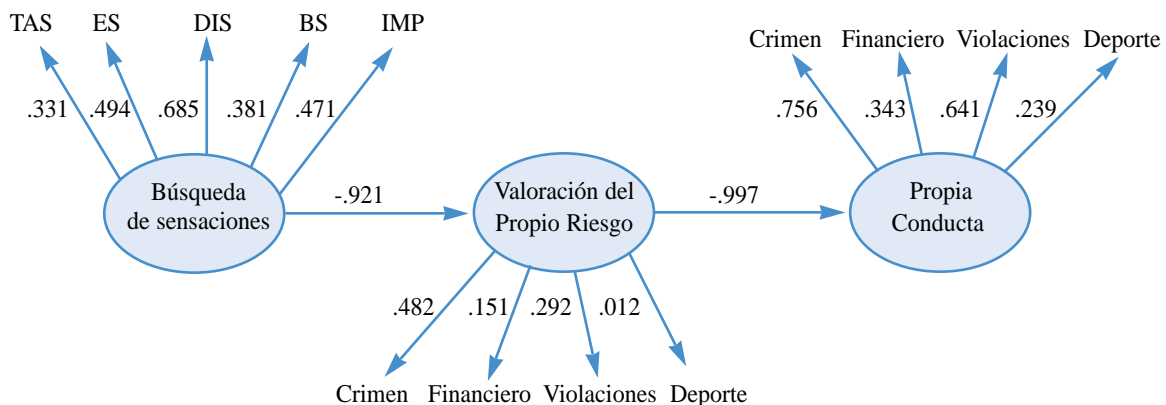 TAS ES DIS BS IMP
Crimen Financiero Violaciones Deporte
.331 .494 .685 .381 .471
.756 .343 .641 .239
Búsqueda
de sensaciones
-.921
Valoración del
Propio Riesgo
-.997
Propia
Conducta
.482 .151 .292 .012
Crimen Financiero Violaciones Deporte